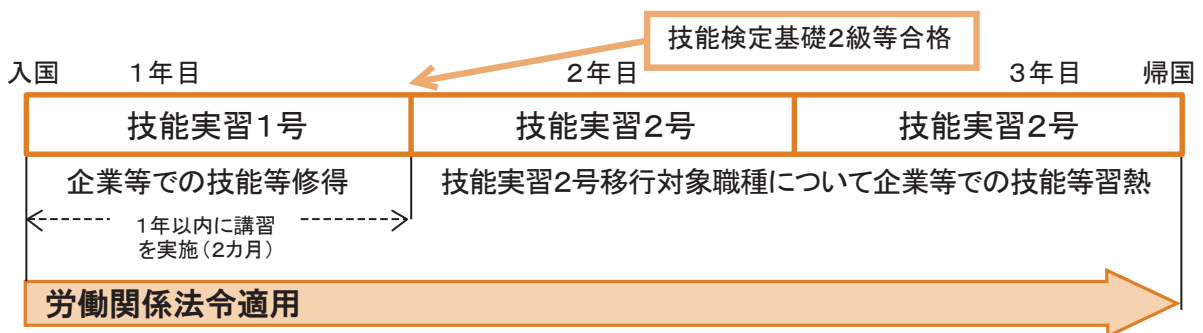 技能検定基礎２級等合格
入国
１年目
２年目
３年目
帰国
技能実習１号
技能実習２号
技能実習２号
企業等での技能等修得
技能実習２号移行対象職種について企業等での技能等習熟
１年以内に講習
を実施（２カ月）
労働関係法令適用